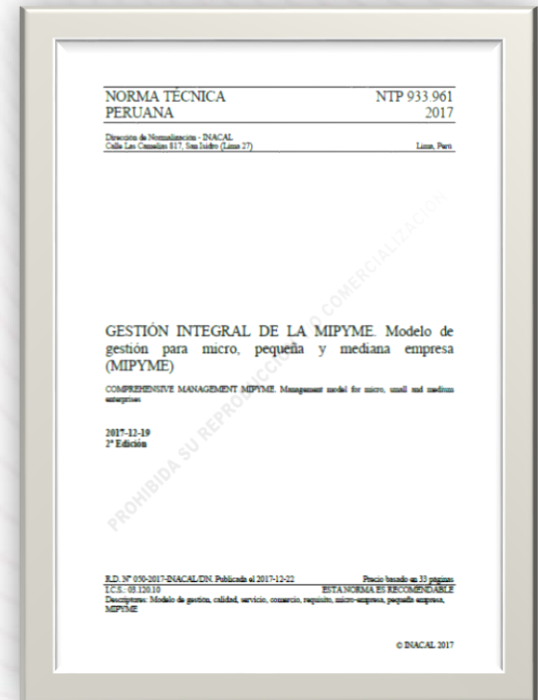 NORMA TÉCNICA NTP 933.961
PERUANA 2017
Dirección de Normalización - INACAL
Calle Las Camelias 817, San Isidro (Lima 27) Lima, Perú
PROHIBIDA SU REPRODUCCIÓN O COMERCIALIZACIÓN
GESTIÓN INTEGRAL DE LA MIPYME. Modelo de
gestión para micro, pequeña y mediana empresa
(MIPYME)
COMPREHENSIVE MANAGEMENT MIPYME. Management model for micro, small and medium
enterprises
2017-12-19
2ª Edición
R.D. N° 050-2017-INACAL/DN. Publicada el 2017-12-22 Precio basado en 33 páginas
I.C.S.: 03.120.10 ESTA NORMA ES RECOMENDABLE
Descriptores: Modelo de gestión, calidad, servicio, comercio, requisito, micro-empresa, pequeña empresa,
MIPYME
© INACAL 2017